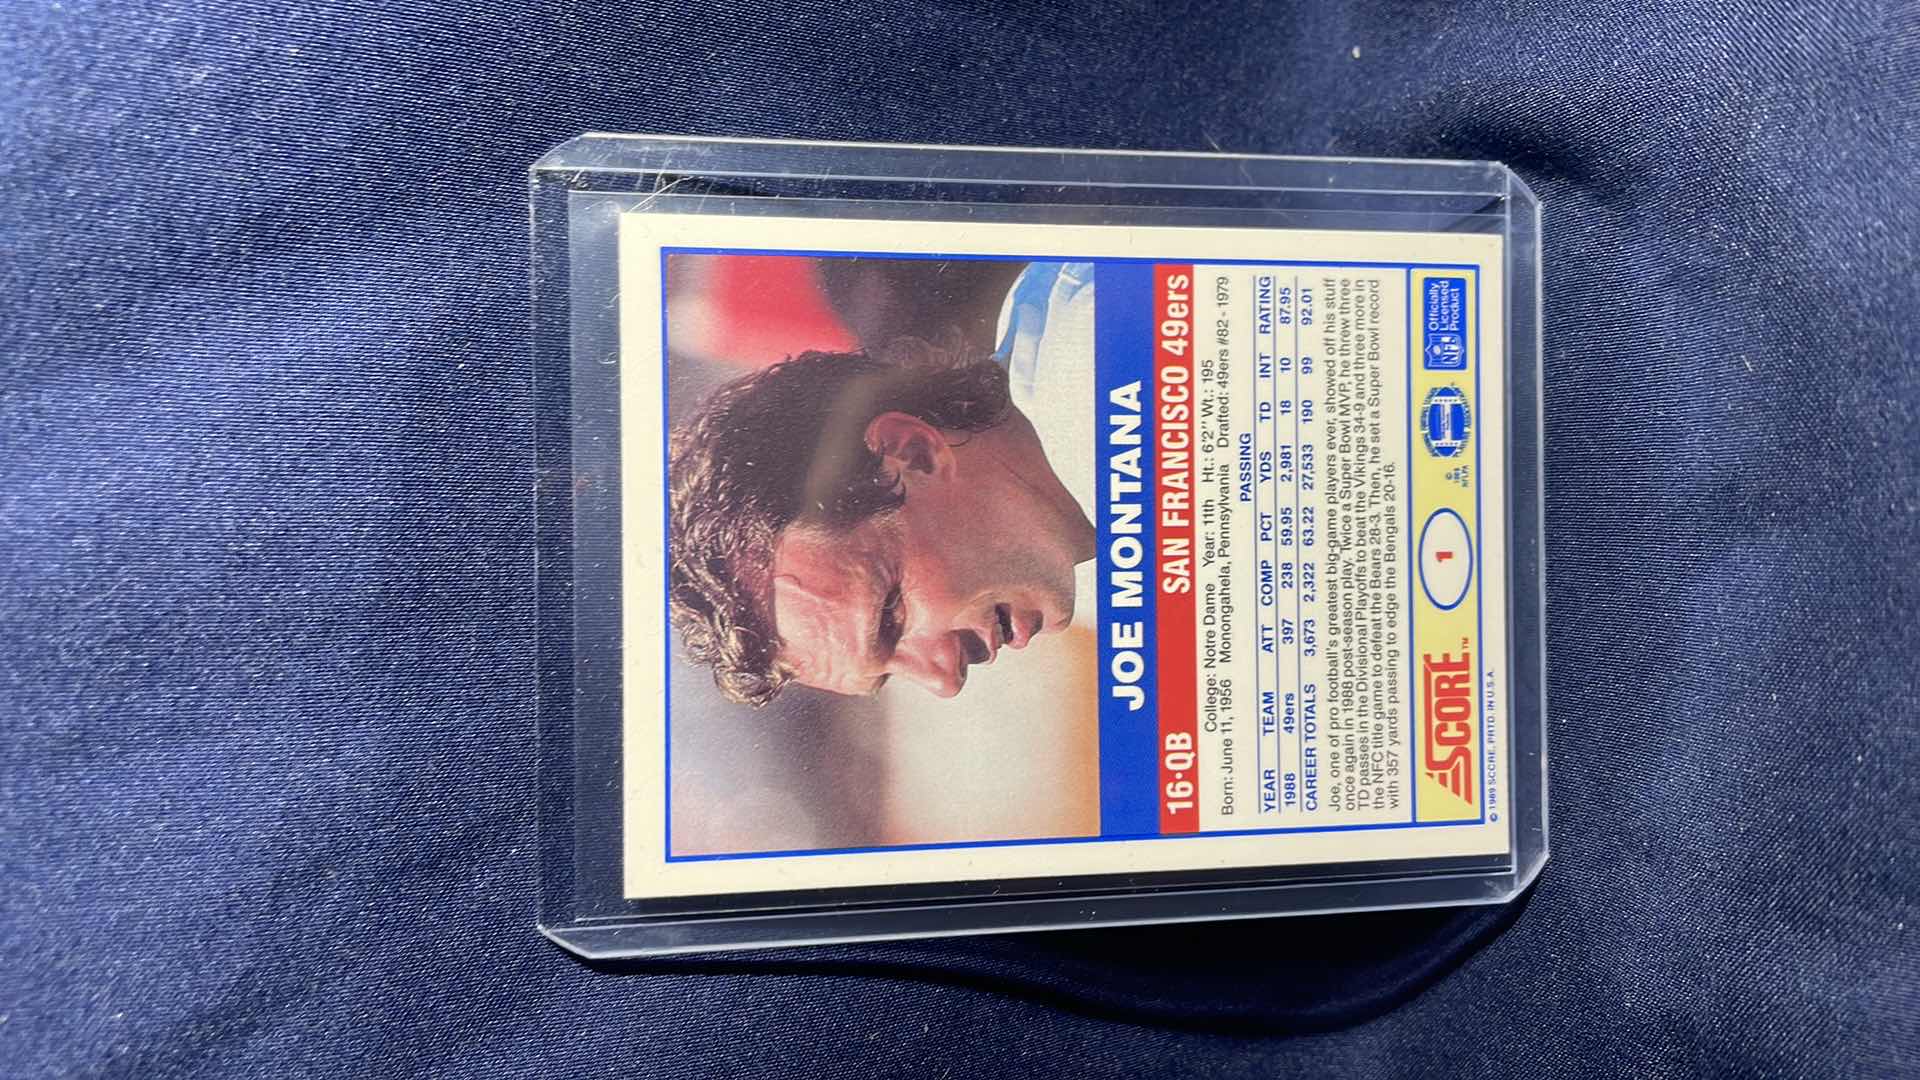 JOE MONTANA
16·QB SAN FRANCISCO 49ers
College: Notre Dame Year: 11th Ht.: 6'2" Wt.: 195
Born: June 11, 1956 Monongahela, Pennsylvania Drafted: 49ers #82 - 1979
PASSING
YEAR TEAM ATT COMP PCT YDS TD INT RATING
1988 49ers 397 238 59.95 2,981 18 10 87.95
CAREER TOTALS 3,673 2,322 63.22 27,533 190 99 92.01
Joe, one of pro football's greatest big-game players ever, showed off his stuff
once again in 1988 post-season play. Twice a Super Bowl MVP, he threw three
TD passes in the Divisional Playoffs to beat the Vikings 34-9 and three more in
the NFC title game to defeat the Bears 28-3. Then, he set a Super Bowl record
with 357 yards passing to edge the Bengals 20-16.
SCORE™
1
© 1989 NFLPA
NFL
Officially
Licensed
Product
© 1989 SCORE, PRTD. IN U.S.A.